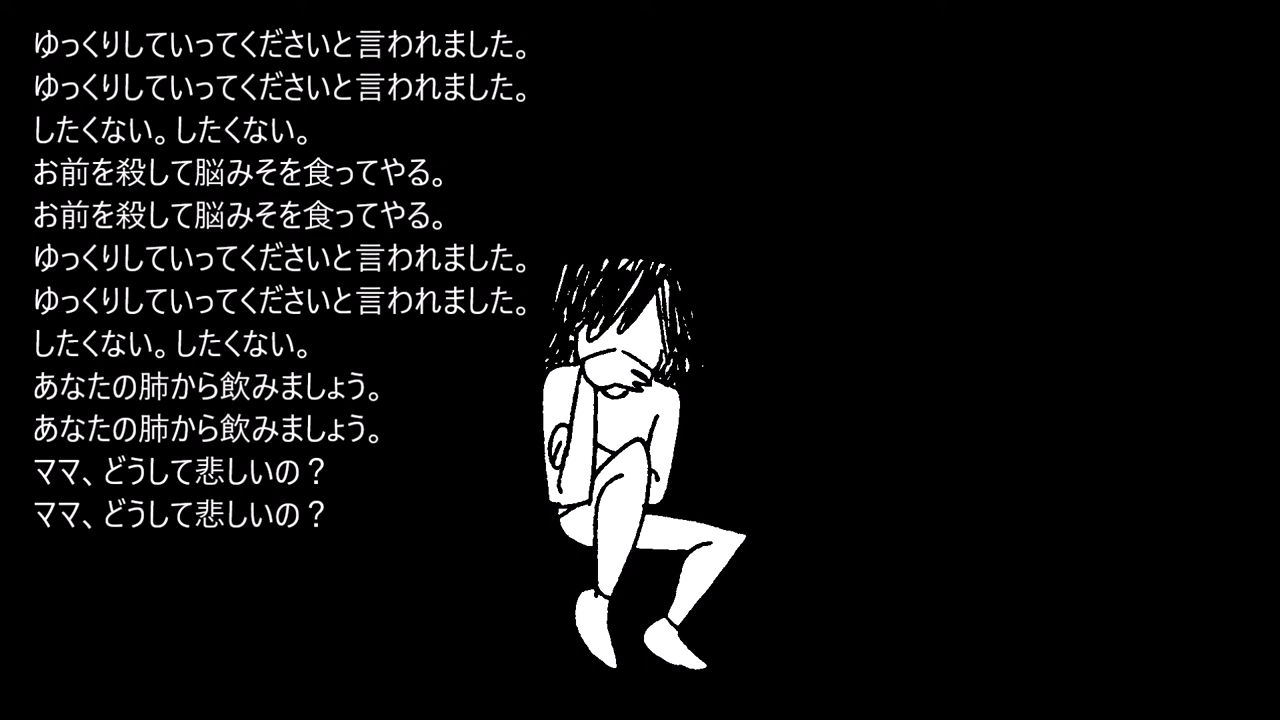 ゆっくりしていってくださいと言われました。
ゆっくりしていってくださいと言われました。
したくない。したくない。
お前を殺して脳みそを食ってやる。
お前を殺して脳みそを食ってやる。
ゆっくりしていってくださいと言われました。
ゆっくりしていってくださいと言われました。
したくない。したくない。
あなたの肺から飲みましょう。
あなたの肺から飲みましょう。
ママ、どうして悲しいの？
ママ、どうして悲しいの？